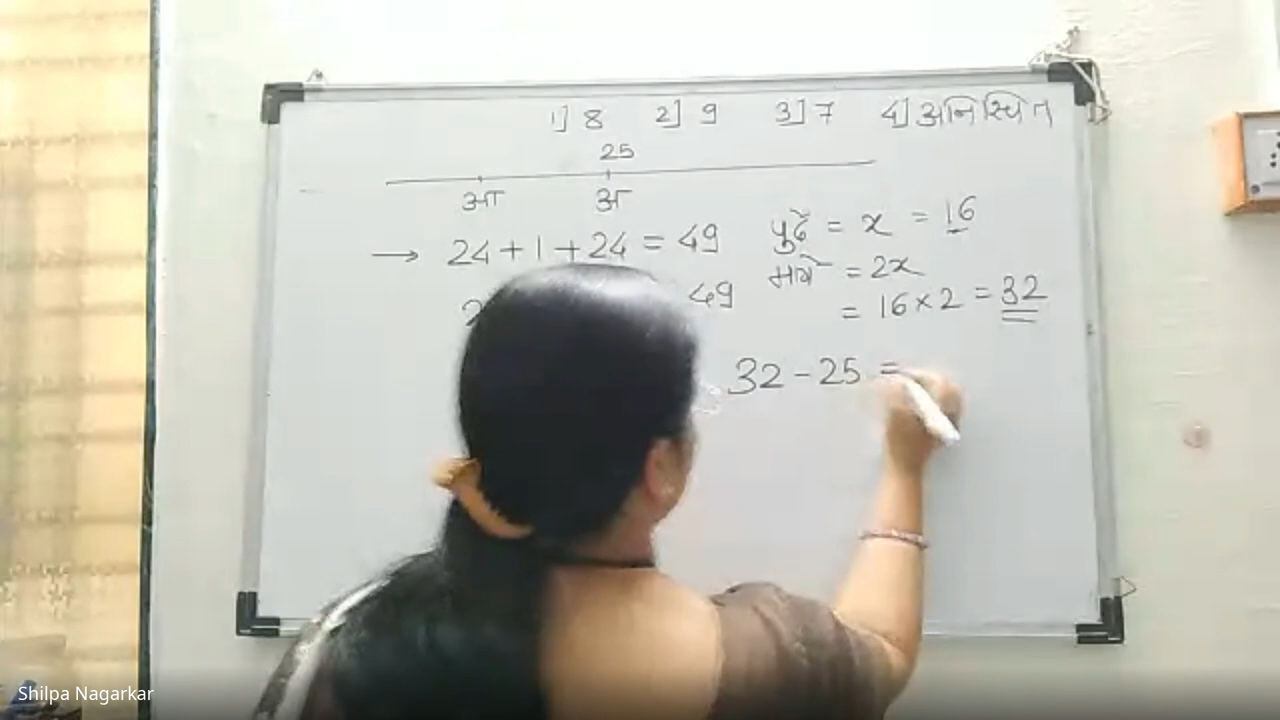 1] 8 2] 9 3] 7 4] अनिश्चित
25
आ अ
→ 24 + 1 + 24 = 49
49
पुढे = x = 16
मागे = 2x
= 16 × 2 = 32
32 - 25 =
Shilpa Nagarkar